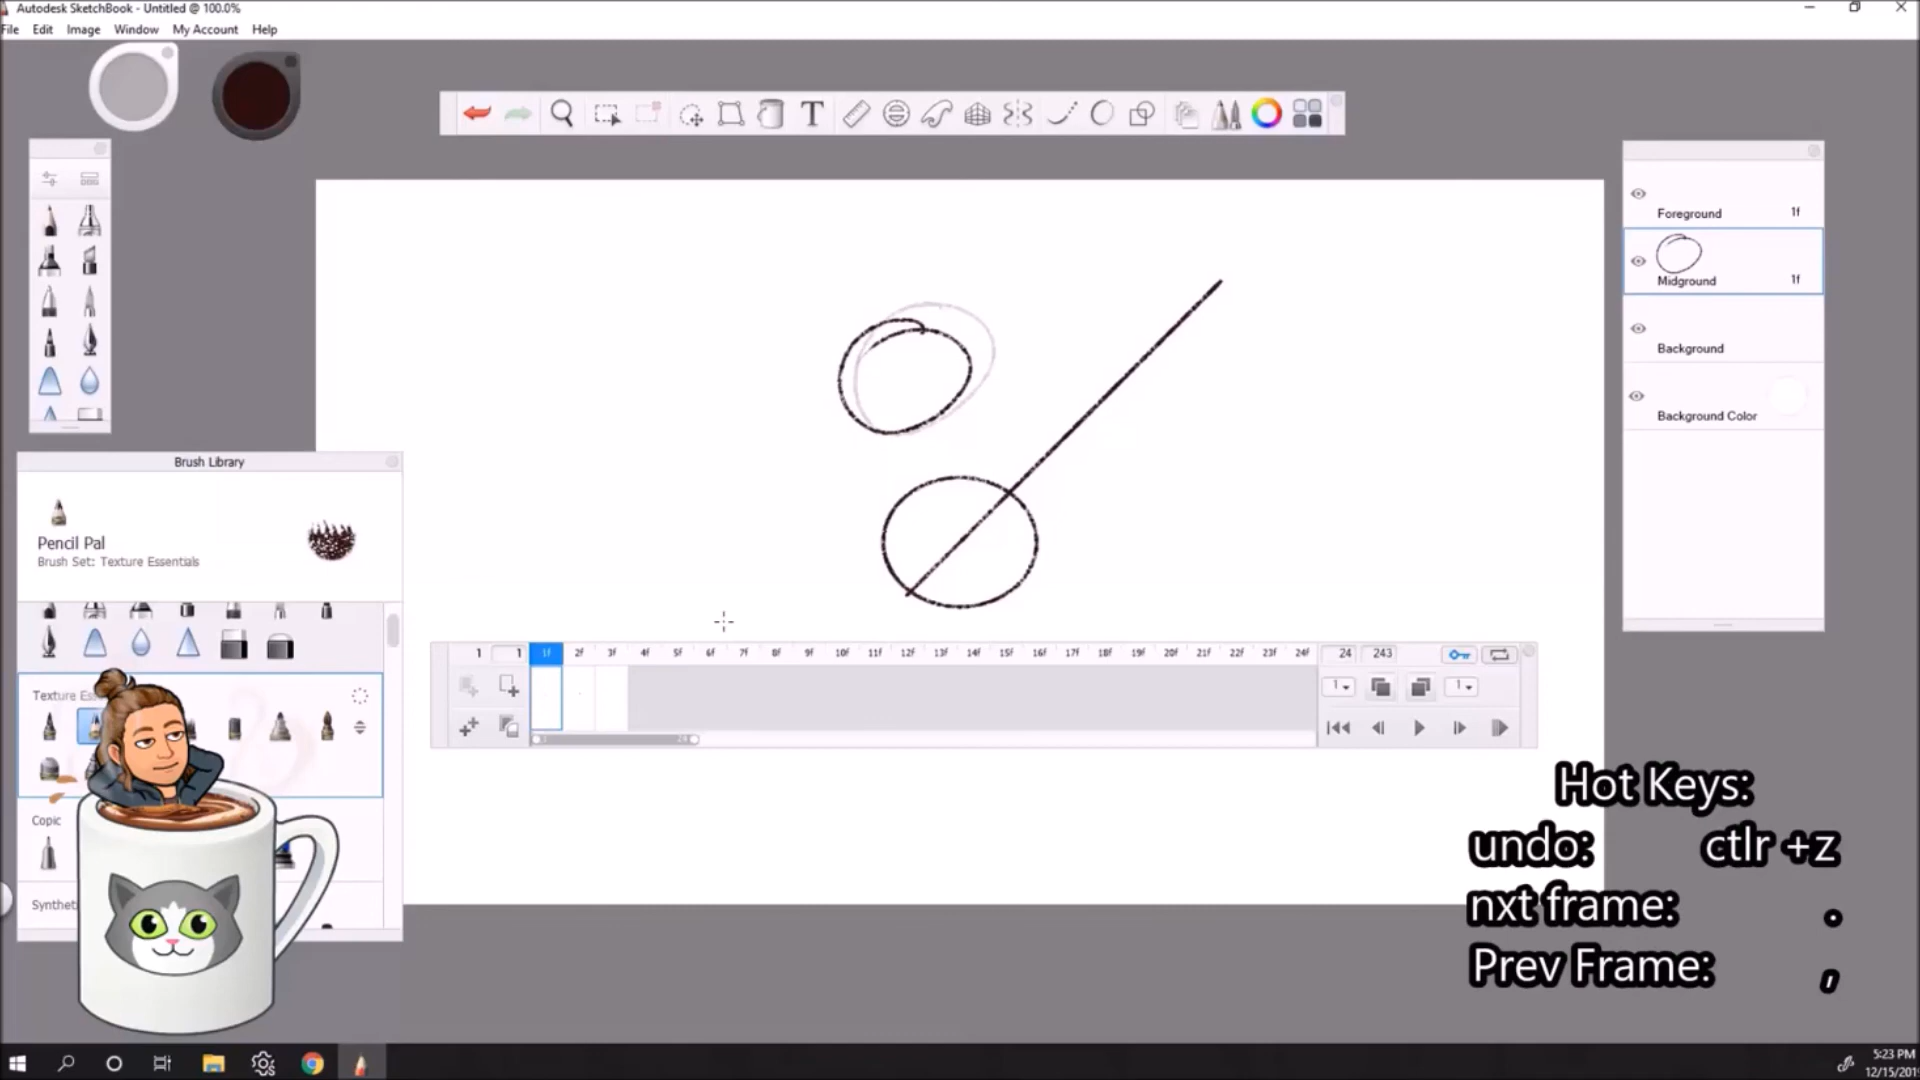 Autodesk SketchBook - Untitled @ 100.0%
File Edit Image Window My Account Help
T
Foreground 1f
Midground 1f
Background
Background Color
Brush Library
Pencil Pal
Brush Set: Texture Essentials
Texture
Copic
1 1 1f 2f 3f 4f 5f 6f 7f 8f 9f 10f 11f 12f 13f 14f 15f 16f 17f 18f 19f 20f 21f 22f 23f 24f 24 243
1 1
Hot Keys:
undo: ctlr +z
nxt frame: .
Prev Frame: ,
5:23 PM